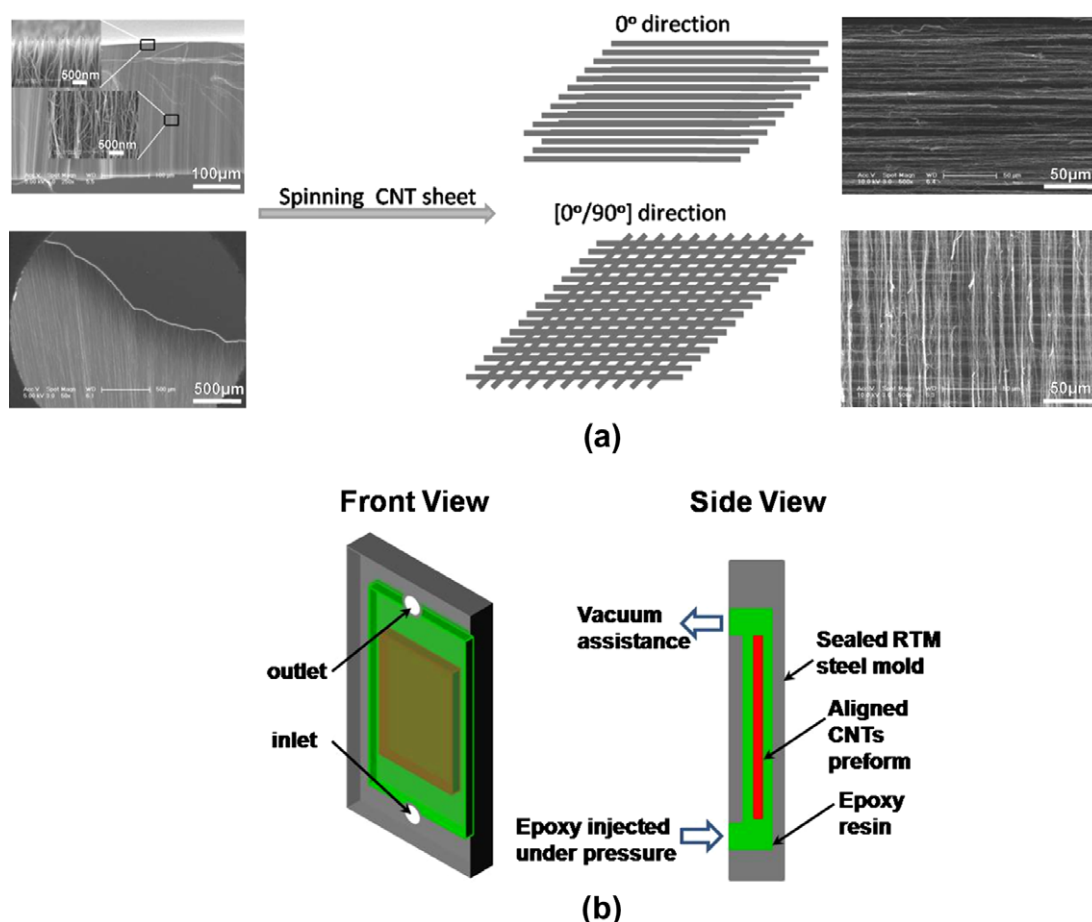 500nm
500nm
100μm
Spinning CNT sheet
500μm
0° direction
[0°/90°] direction
50μm
50μm
(a)
Front View
Side View
outlet
inlet
Vacuum
assistance
Epoxy injected
under pressure
Sealed RTM
steel mold
Aligned
CNTs
preform
Epoxy
resin
(b)